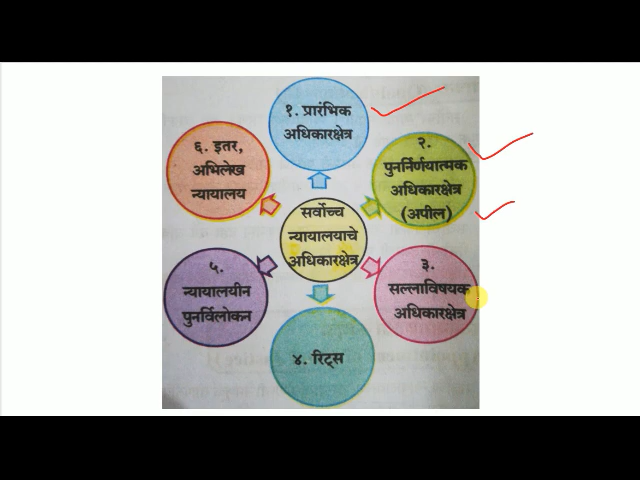 १. प्रारंभिक
अधिकारक्षेत्र
२.
पुनर्निर्णयात्मक
अधिकारक्षेत्र
(अपील)
६. इतर,
अभिलेख
न्यायालय
सर्वोच्च
न्यायालयाचे
अधिकारक्षेत्र
३.
सल्लाविषयक
अधिकारक्षेत्र
५.
न्यायालयीन
पुनर्विलोकन
४. रिट्स